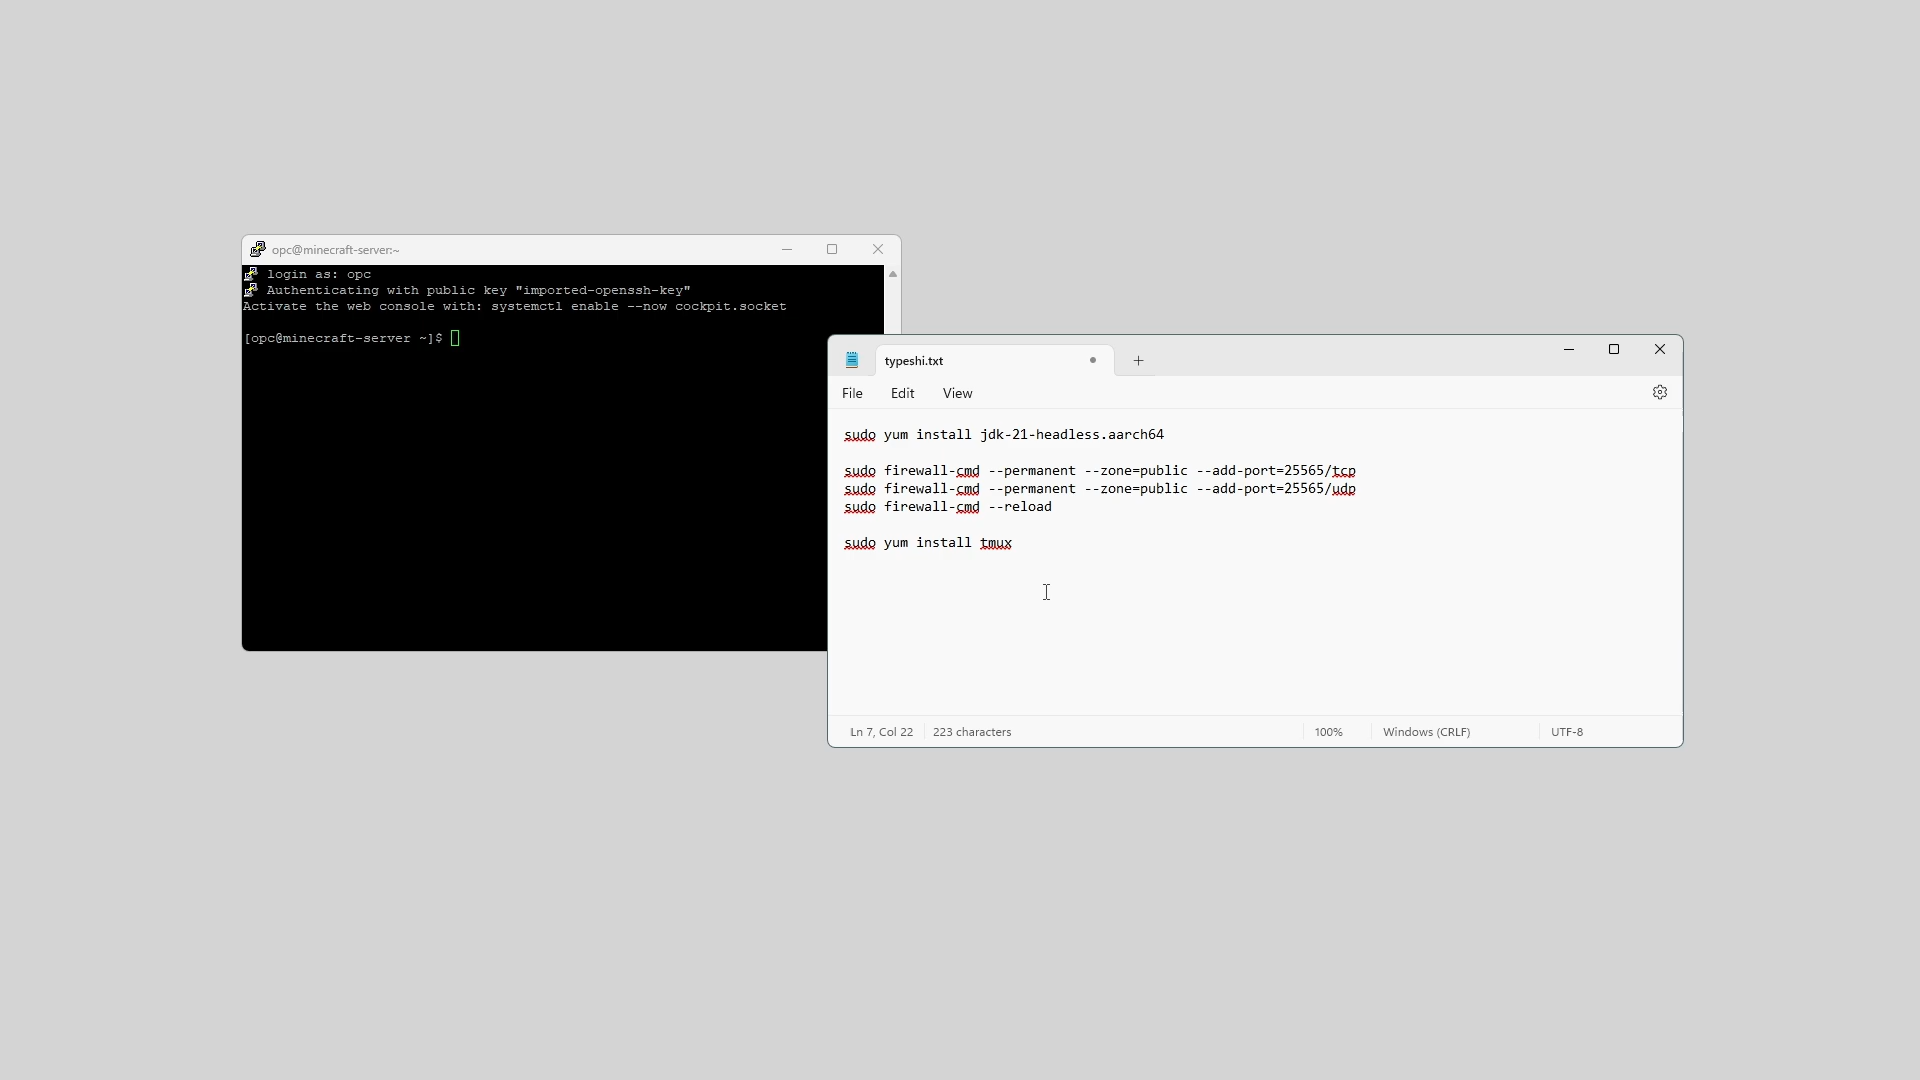 opc@minecraft-server:~
login as: opc
Authenticating with public key "imported-openssh-key"
Activate the web console with: systemctl enable --now cockpit.socket
[opc@minecraft-server ~]$
typeshi.txt
File Edit View
sudo yum install jdk-21-headless.aarch64
sudo firewall-cmd --permanent --zone=public --add-port=25565/tcp
sudo firewall-cmd --permanent --zone=public --add-port=25565/udp
sudo firewall-cmd --reload
sudo yum install tmux
Ln 7, Col 22 223 characters 100% Windows (CRLF) UTF-8